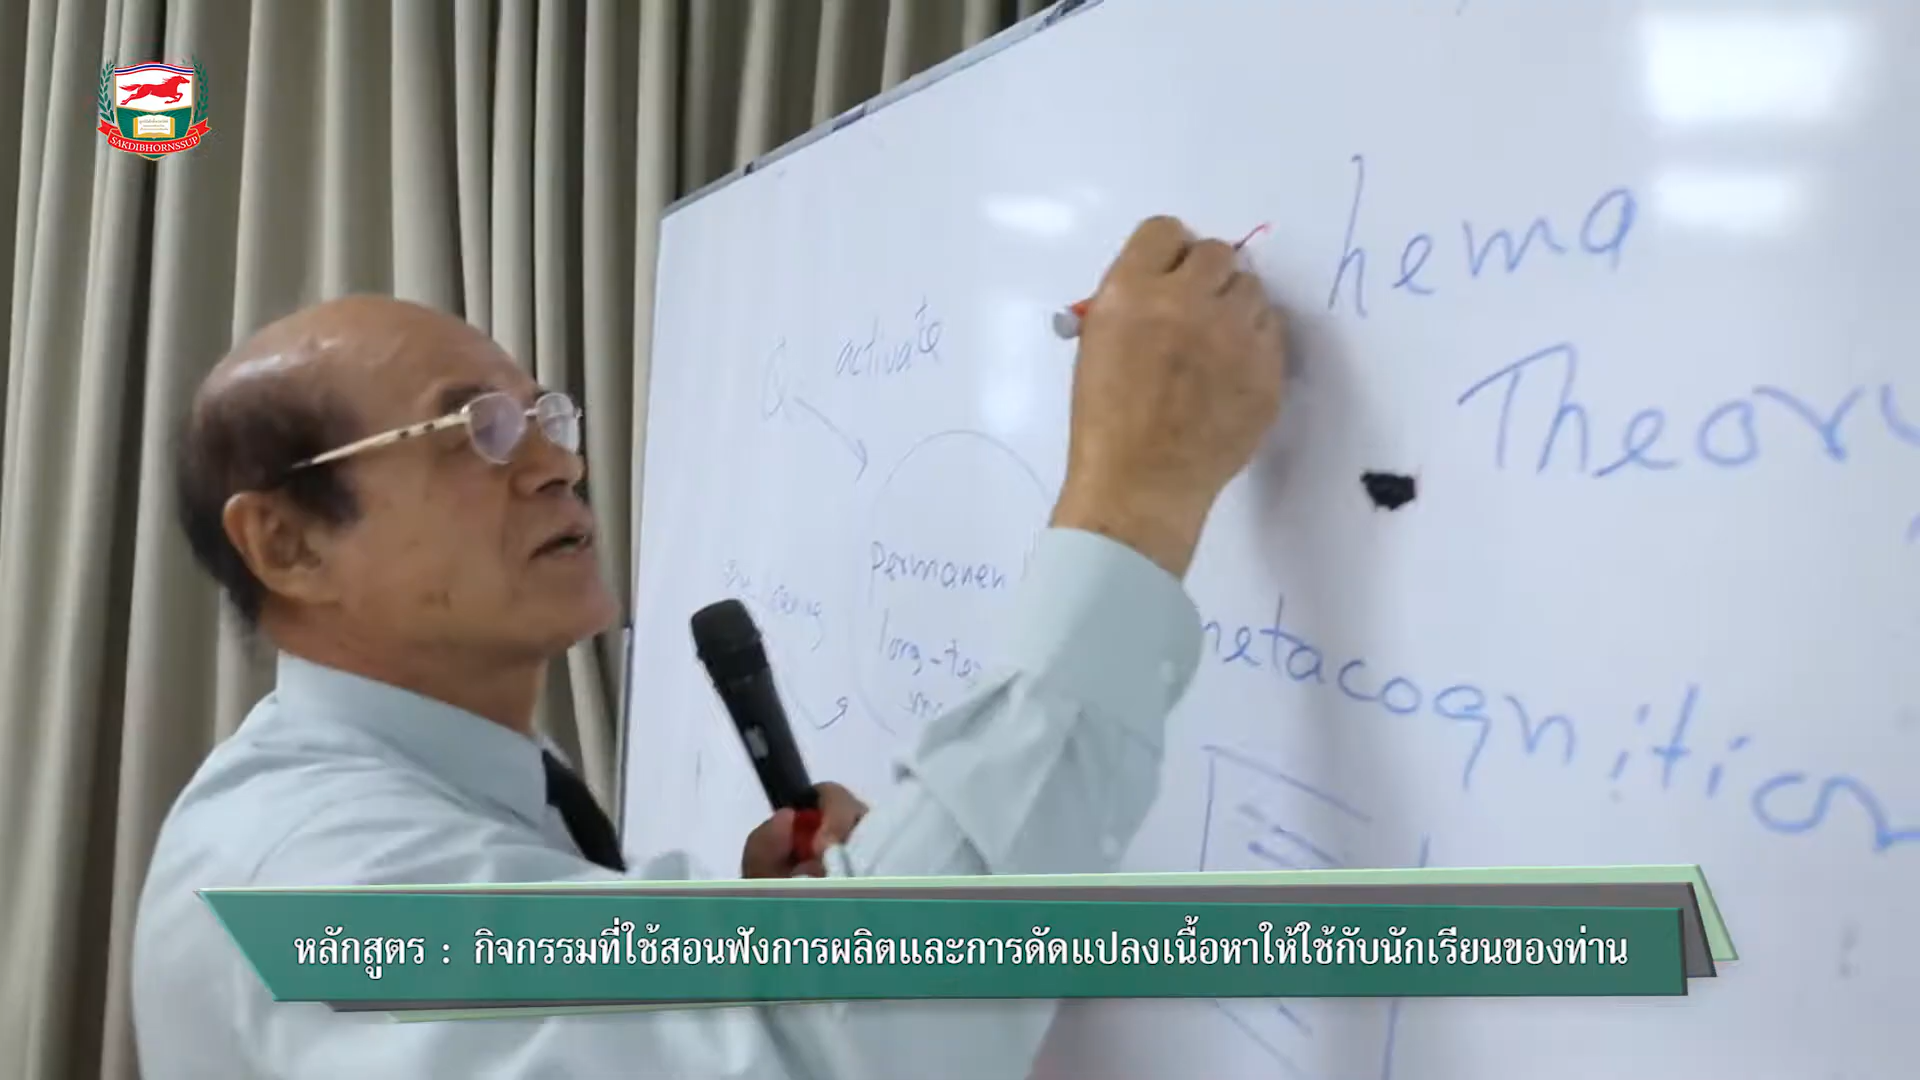 SAKDIBHORNSSUP
hema
Theory
activate
Q
permanen
long-te
metacognition
หลักสูตร : กิจกรรมที่ใช้สอนฟังการผลิตและการดัดแปลงเนื้อหาให้ใช้กับนักเรียนของท่าน